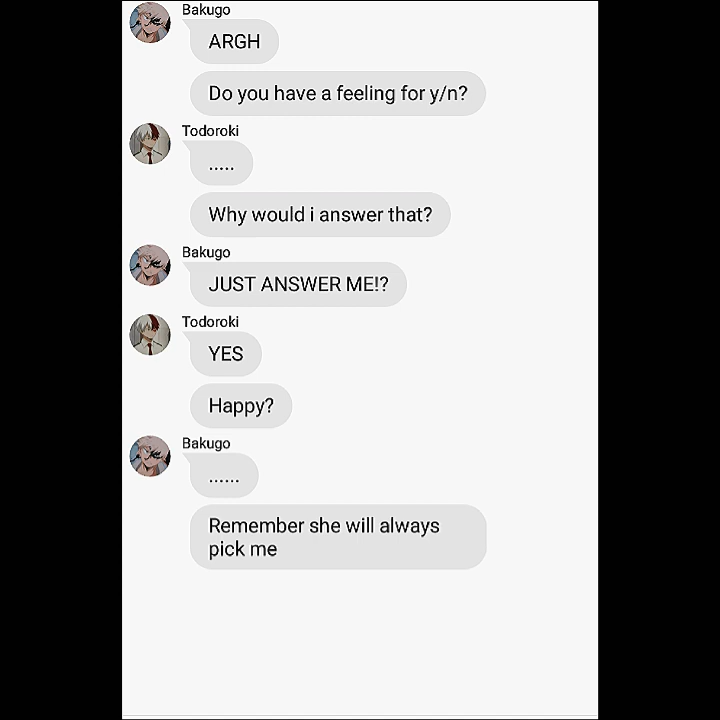 Bakugo
ARGH
Do you have a feeling for y/n?
Todoroki
.....
Why would i answer that?
Bakugo
JUST ANSWER ME!?
Todoroki
YES
Happy?
Bakugo
......
Remember she will always
pick me